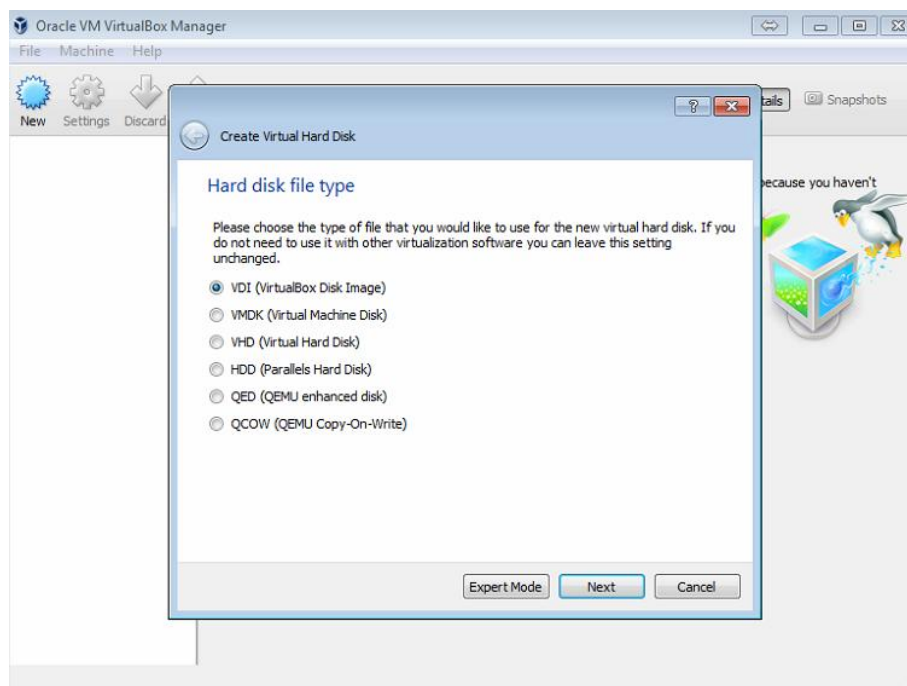 Oracle VM VirtualBox Manager
File Machine Help
New Settings Discard
tails Snapshots
Create Virtual Hard Disk
because you haven't
Hard disk file type
Please choose the type of file that you would like to use for the new virtual hard disk. If you
do not need to use it with other virtualization software you can leave this setting
unchanged.
VDI (VirtualBox Disk Image)
VMDK (Virtual Machine Disk)
VHD (Virtual Hard Disk)
HDD (Parallels Hard Disk)
QED (QEMU enhanced disk)
QCOW (QEMU Copy-On-Write)
Expert Mode Next Cancel